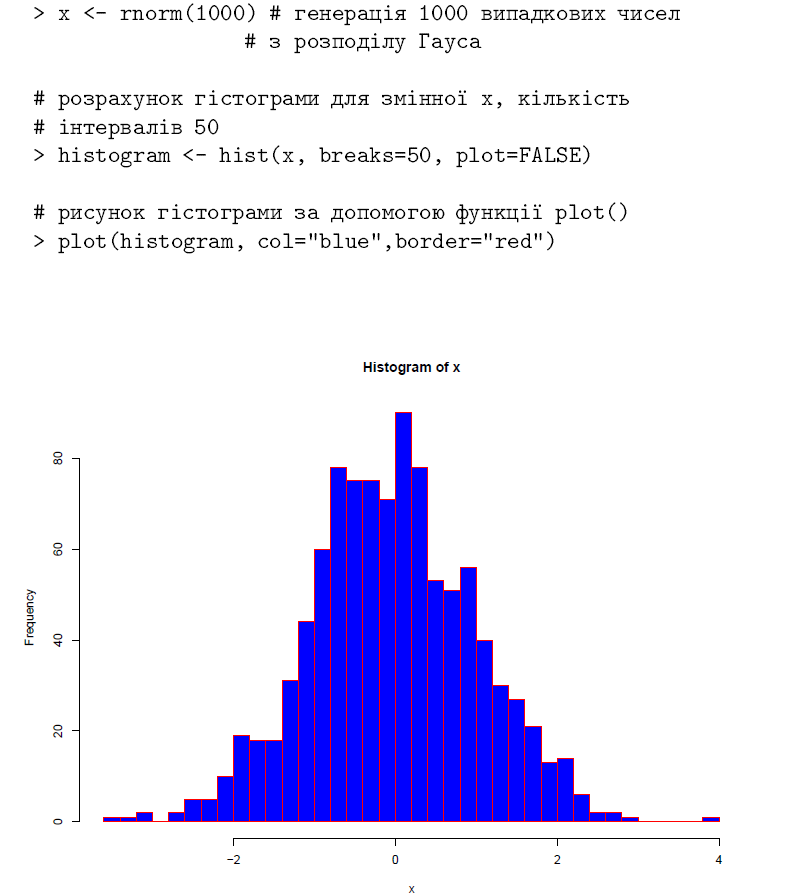 > x <- rnorm(1000) # генерація 1000 випадкових чисел
# з розподілу Гауса
# розрахунок гістограми для змінної x, кількість
# інтервалів 50
> histogram <- hist(x, breaks=50, plot=FALSE)
# рисунок гістограми за допомогою функції plot()
> plot(histogram, col="blue",border="red")
Histogram of x
80
60
40
20
0
Frequency
−2 0 2 4
x